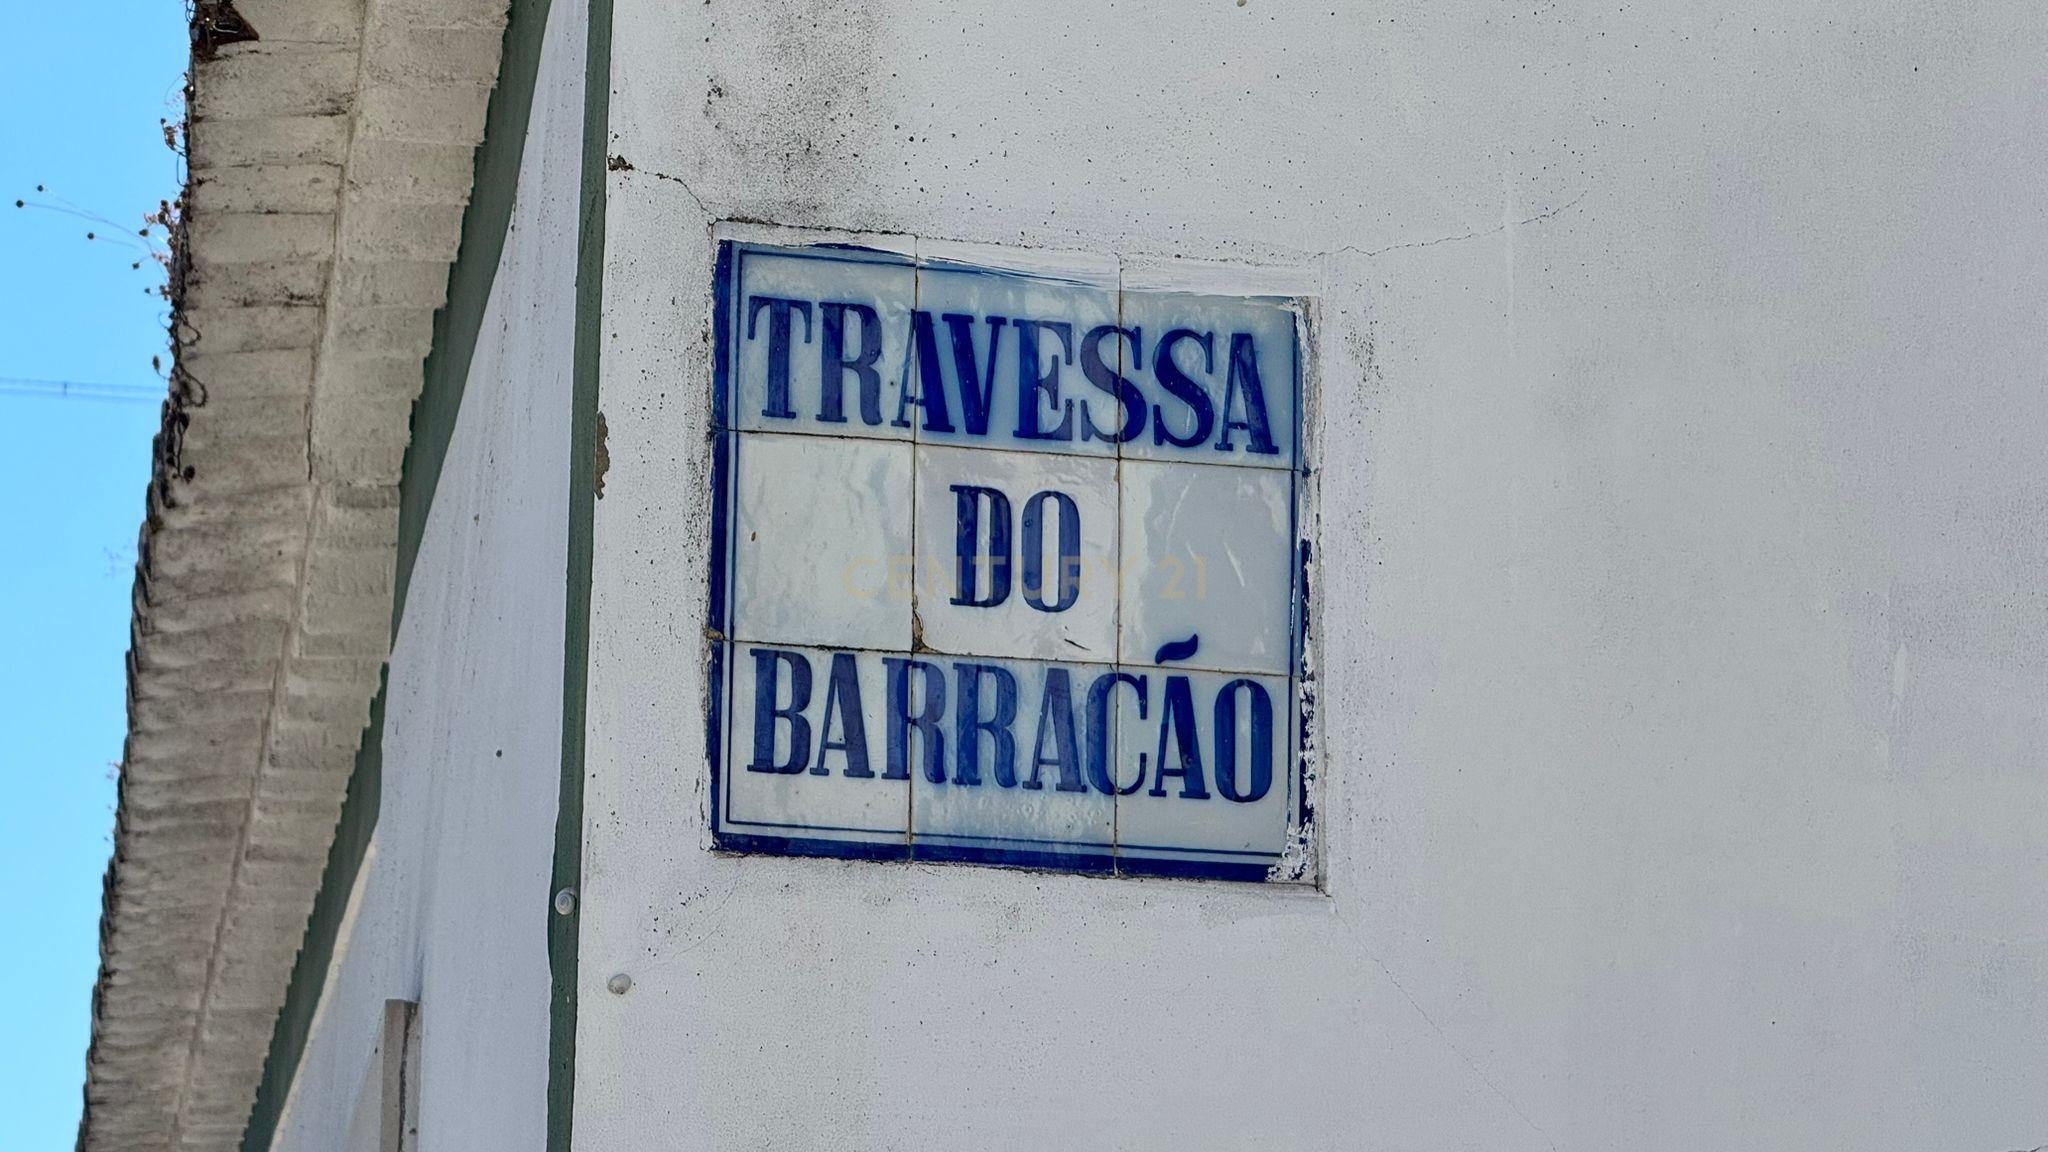 TRAVESSA
DO
CENTURY 21
BARRACÃO